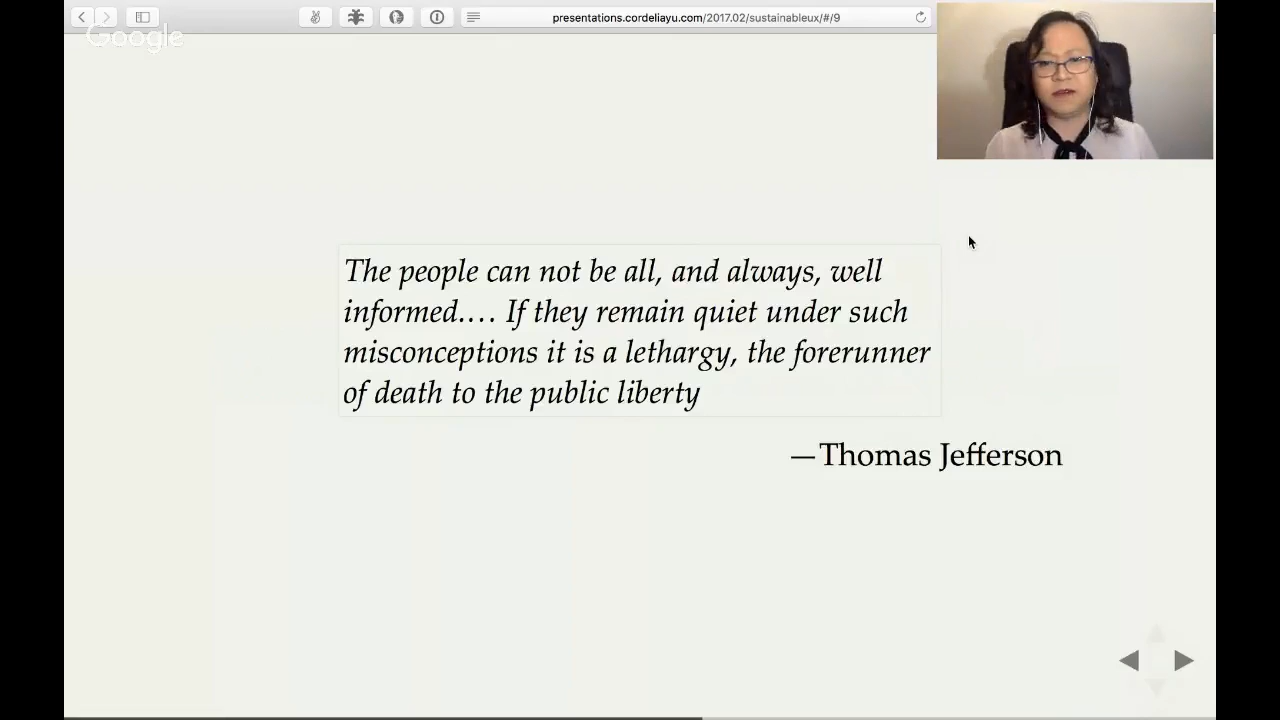 presentations.cordeliayu.com/2017.02/sustainableux/#/9
Google
The people can not be all, and always, well
informed.… If they remain quiet under such
misconceptions it is a lethargy, the forerunner
of death to the public liberty
—Thomas Jefferson